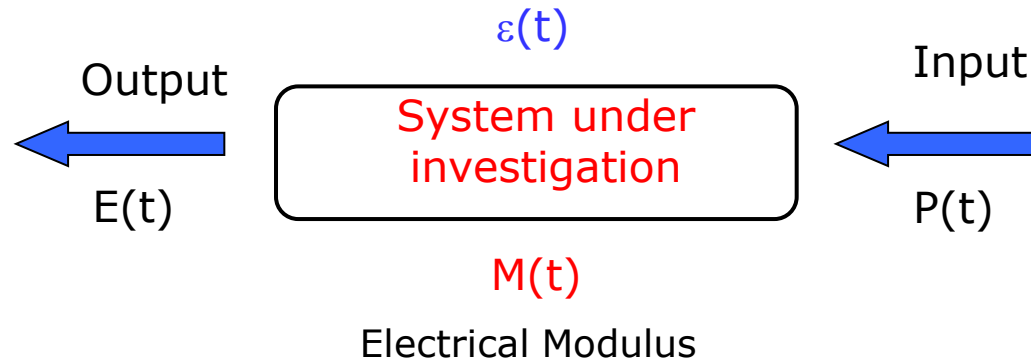 ε(t)
Output
Input
System under
investigation
E(t)
P(t)
M(t)
Electrical Modulus